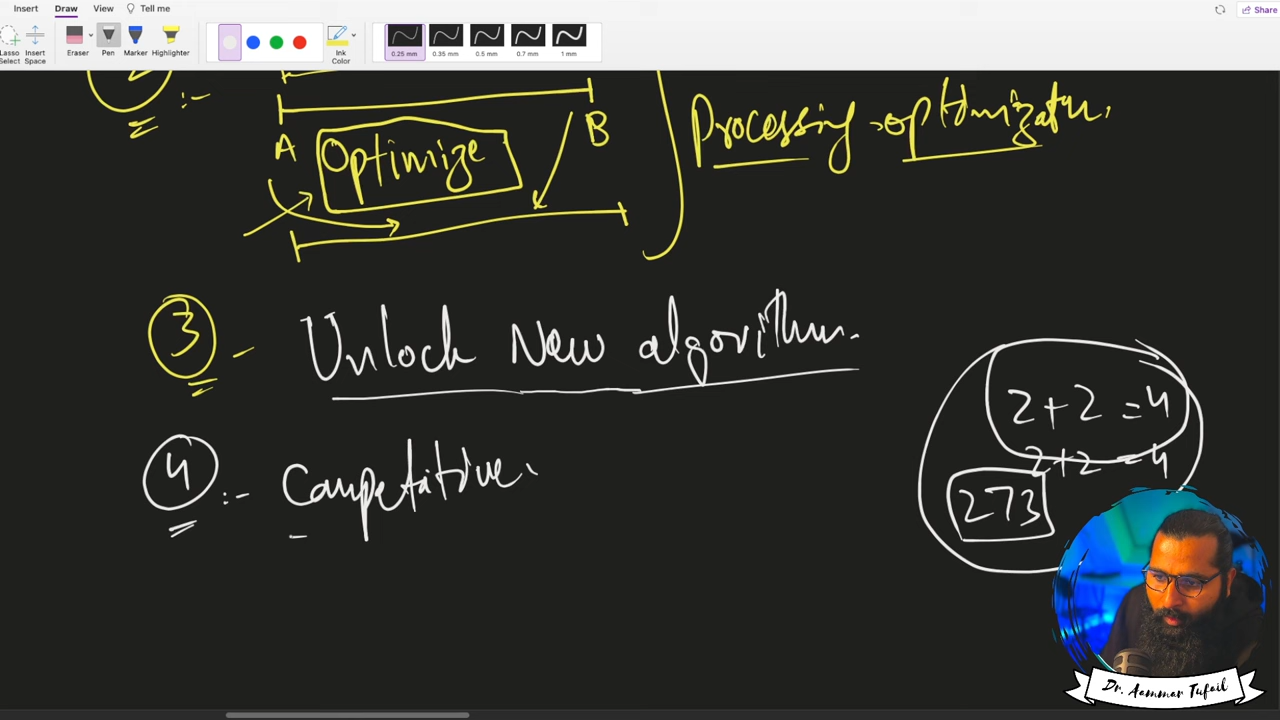 Insert Draw View Tell me
Share
Lasso Select
Insert Space
Eraser
Pen
Marker
Highlighter
Ink Color
0.25 mm 0.35 mm 0.5 mm 0.7 mm 1 mm
2 :-
A B
Optimize
Processing optimization.
3 - Unlock New algorithm.
4 :- Competative.
2+2 =4
2+2 =4
273
Dr. Aammar Tufail